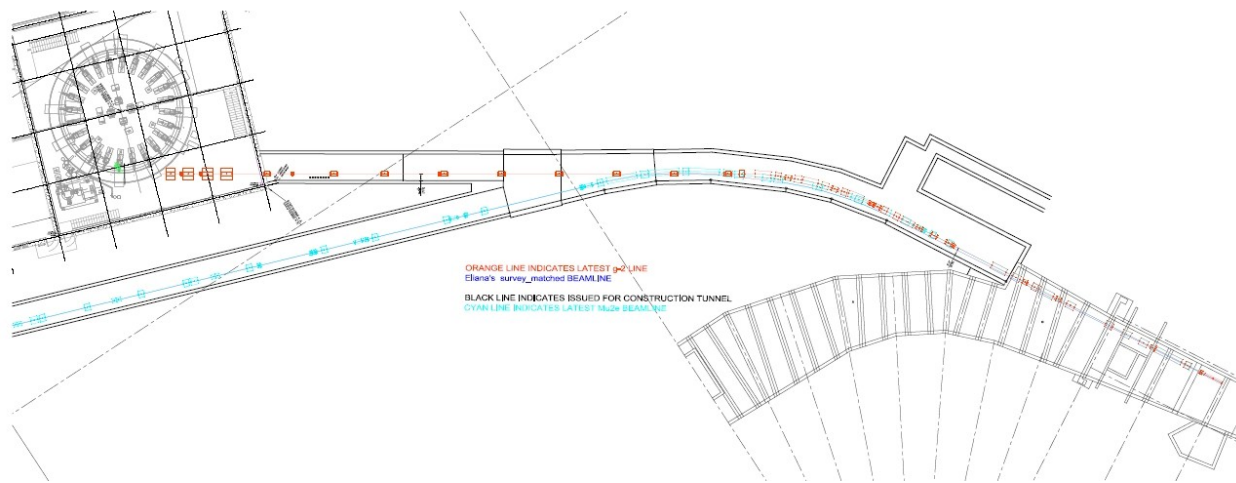 ORANGE LINE INDICATES LATEST g-2 LINE
Eliana's survey_matched BEAMLINE
BLACK LINE INDICATES ISSUED FOR CONSTRUCTION TUNNEL
CYAN LINE INDICATES LATEST Mu2e BEAMLINE